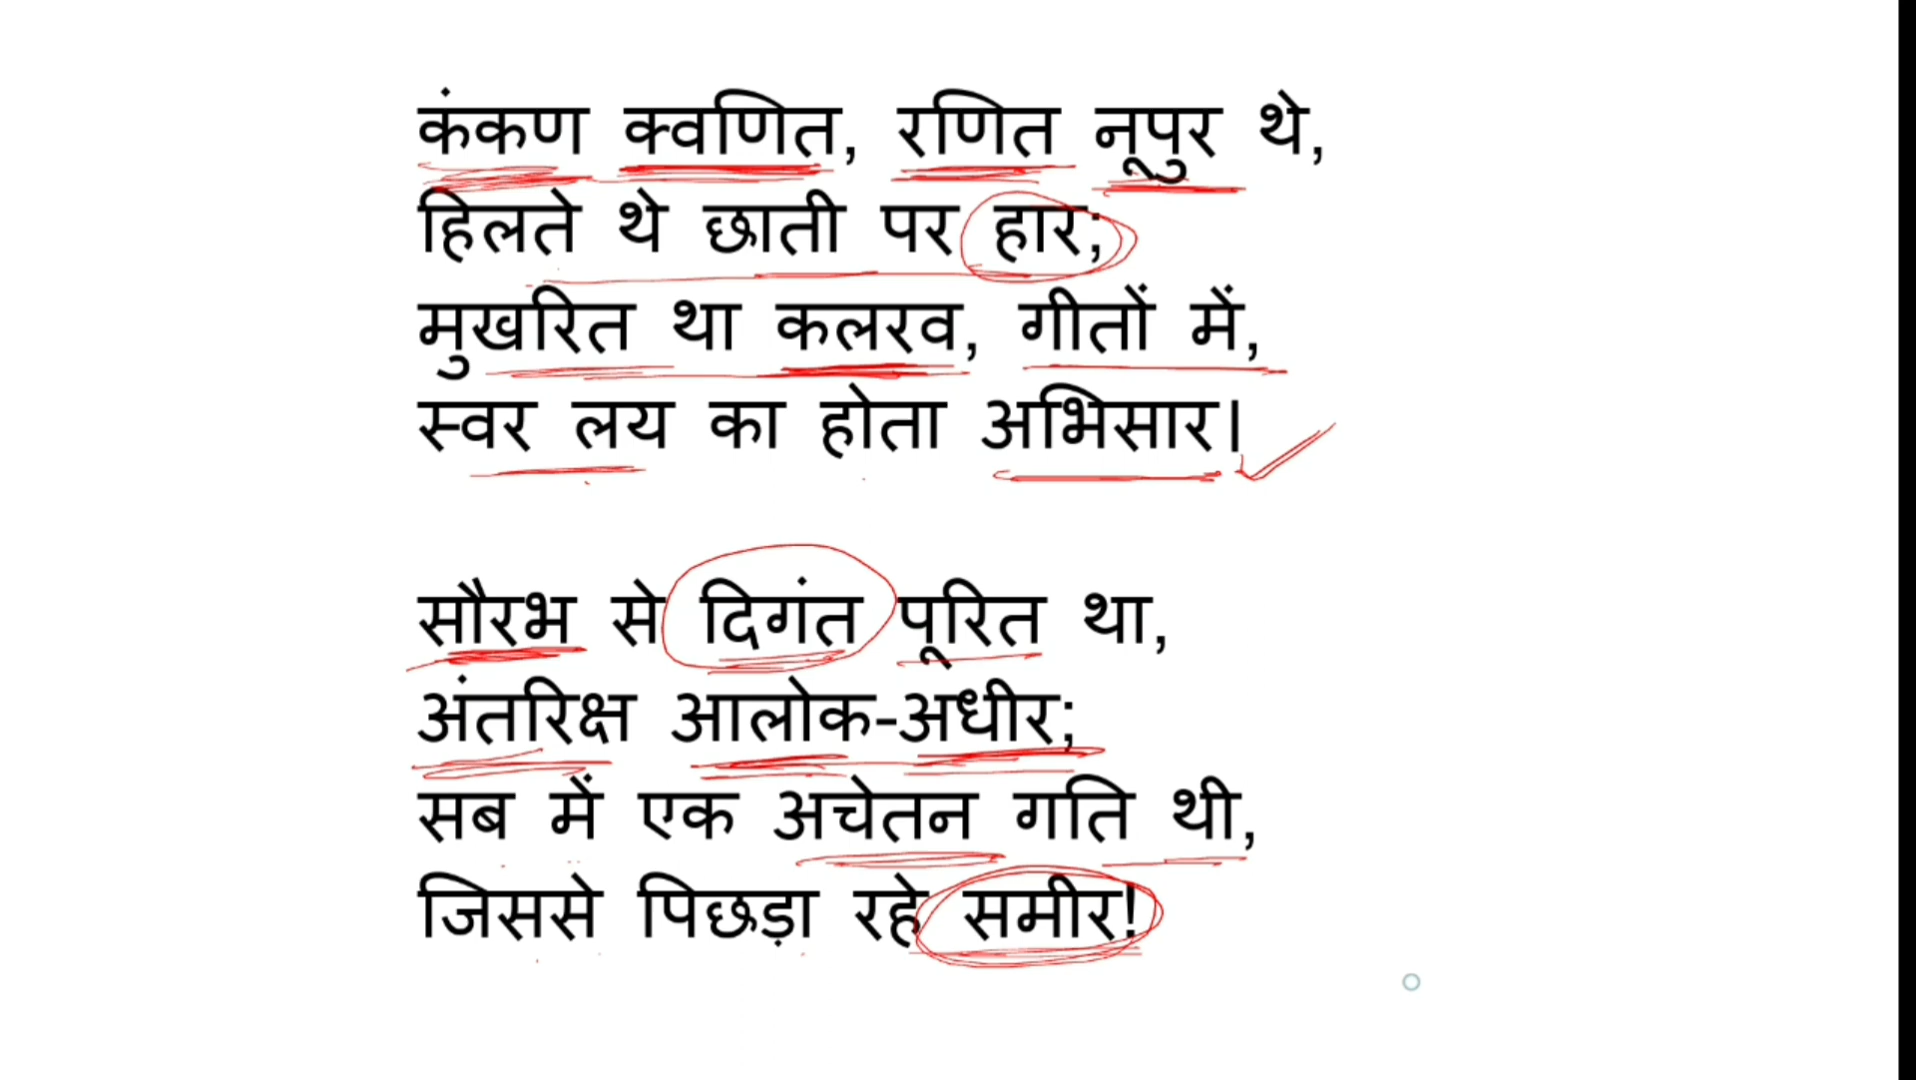 कंकण क्वणित, रणित नूपुर थे,
हिलते थे छाती पर हार;
मुखरित था कलरव, गीतों में,
स्वर लय का होता अभिसार।
सौरभ से दिगंत पूरित था,
अंतरिक्ष आलोक-अधीर;
सब में एक अचेतन गति थी,
जिससे पिछड़ा रहे समीर!